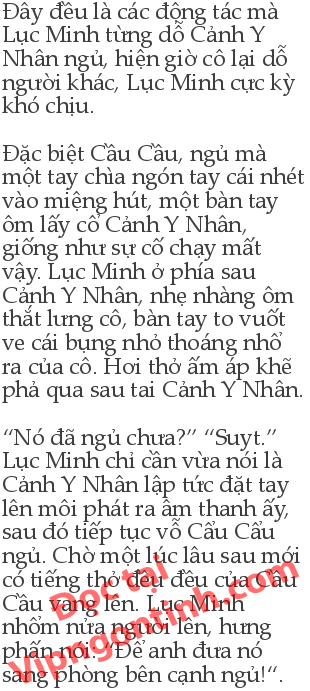 Đây đều là các động tác mà
Lục Minh từng dỗ Cảnh Y
Nhân ngủ, hiện giờ cô lại dỗ
người khác, Lục Minh cực kỳ
khó chịu.
Đặc biệt Cầu Cầu, ngủ mà
một tay chìa ngón tay cái nhét
vào miệng hút, một bàn tay
ôm lấy cổ Cảnh Y Nhân,
giống như sự cố chạy mất
vậy. Lục Minh ở phía sau
Cảnh Y Nhân, nhẹ nhàng ôm
thắt lưng cô, bàn tay to vuốt
ve cái bụng nhỏ thoáng nhổ
ra của cô. Hơi thở ấm áp khẽ
phả qua sau tai Cảnh Y Nhân.
“Nó đã ngủ chưa?” “Suyt.”
Lục Minh chỉ cần vừa nói là
Cảnh Y Nhân lập tức đặt tay
lên môi phát ra âm thanh ấy,
sau đó tiếp tục vỗ Cẩu Cẩu
ngủ. Chờ một lúc lâu sau mới
có tiếng thở đều đều của Cầu
Cầu vang lên. Lục Minh
nhổm nửa người lên, hưng
phấn nói: “Để anh đưa nó
sang phòng bên cạnh ngủ!“.
Đọc tại
Vipngontinh.com